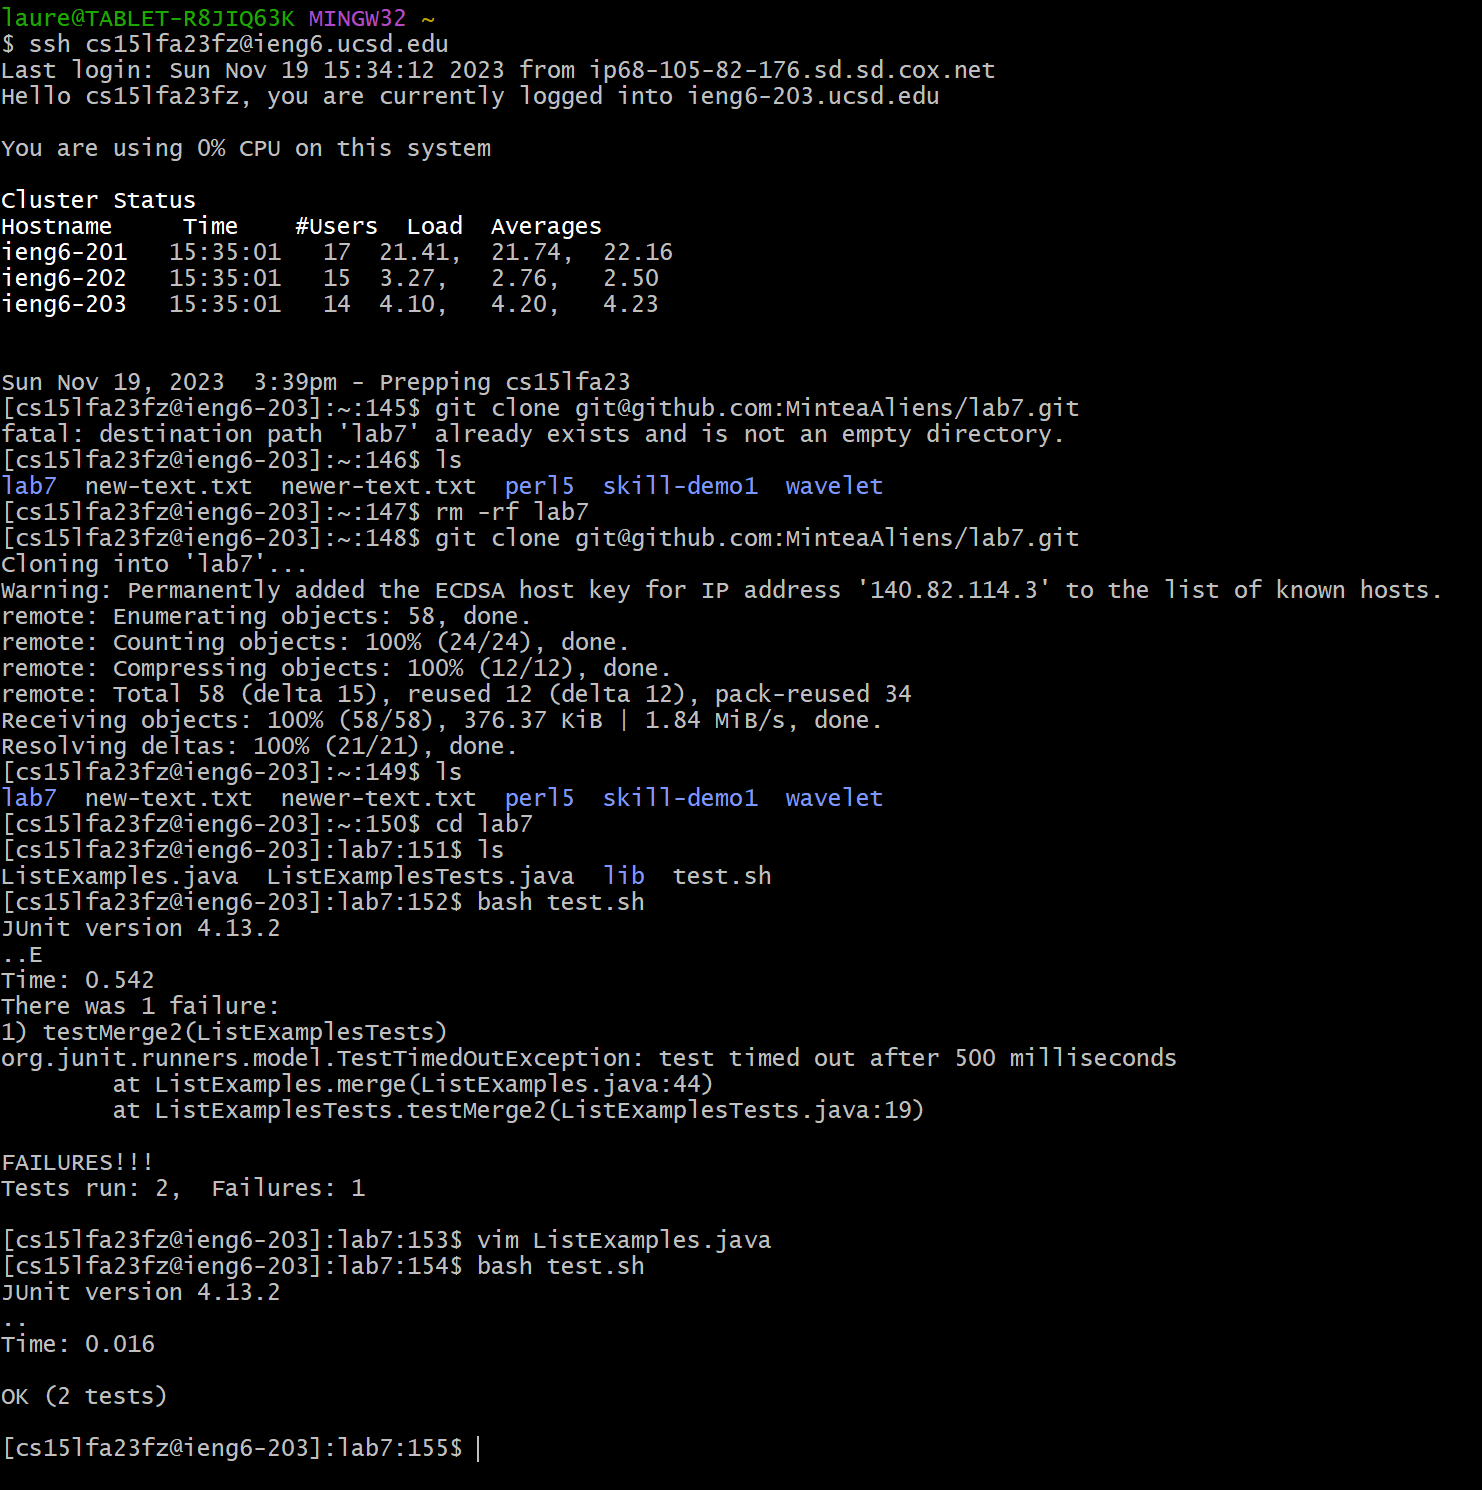 laure@TABLET-R8JIQ63K MINGW32 ~
$ ssh cs15lfa23fz@ieng6.ucsd.edu
Last login: Sun Nov 19 15:34:12 2023 from ip68-105-82-176.sd.sd.cox.net
Hello cs15lfa23fz, you are currently logged into ieng6-203.ucsd.edu
You are using 0% CPU on this system
Cluster Status
Hostname     Time    #Users  Load  Averages
ieng6-201   15:35:01   17  21.41,  21.74,  22.16
ieng6-202   15:35:01   15  3.27,   2.76,   2.50
ieng6-203   15:35:01   14  4.10,   4.20,   4.23
Sun Nov 19, 2023  3:39pm - Prepping cs15lfa23
[cs15lfa23fz@ieng6-203]:~:145$ git clone git@github.com:MinteaAliens/lab7.git
fatal: destination path 'lab7' already exists and is not an empty directory.
[cs15lfa23fz@ieng6-203]:~:146$ ls
lab7  new-text.txt  newer-text.txt  perl5  skill-demo1  wavelet
[cs15lfa23fz@ieng6-203]:~:147$ rm -rf lab7
[cs15lfa23fz@ieng6-203]:~:148$ git clone git@github.com:MinteaAliens/lab7.git
Cloning into 'lab7'...
Warning: Permanently added the ECDSA host key for IP address '140.82.114.3' to the list of known hosts.
remote: Enumerating objects: 58, done.
remote: Counting objects: 100% (24/24), done.
remote: Compressing objects: 100% (12/12), done.
remote: Total 58 (delta 15), reused 12 (delta 12), pack-reused 34
Receiving objects: 100% (58/58), 376.37 KiB | 1.84 MiB/s, done.
Resolving deltas: 100% (21/21), done.
[cs15lfa23fz@ieng6-203]:~:149$ ls
lab7  new-text.txt  newer-text.txt  perl5  skill-demo1  wavelet
[cs15lfa23fz@ieng6-203]:~:150$ cd lab7
[cs15lfa23fz@ieng6-203]:lab7:151$ ls
ListExamples.java  ListExamplesTests.java  lib  test.sh
[cs15lfa23fz@ieng6-203]:lab7:152$ bash test.sh
JUnit version 4.13.2
..E
Time: 0.542
There was 1 failure:
1) testMerge2(ListExamplesTests)
org.junit.runners.model.TestTimedOutException: test timed out after 500 milliseconds
        at ListExamples.merge(ListExamples.java:44)
        at ListExamplesTests.testMerge2(ListExamplesTests.java:19)
FAILURES!!!
Tests run: 2,  Failures: 1
[cs15lfa23fz@ieng6-203]:lab7:153$ vim ListExamples.java
[cs15lfa23fz@ieng6-203]:lab7:154$ bash test.sh
JUnit version 4.13.2
..
Time: 0.016
OK (2 tests)
[cs15lfa23fz@ieng6-203]:lab7:155$